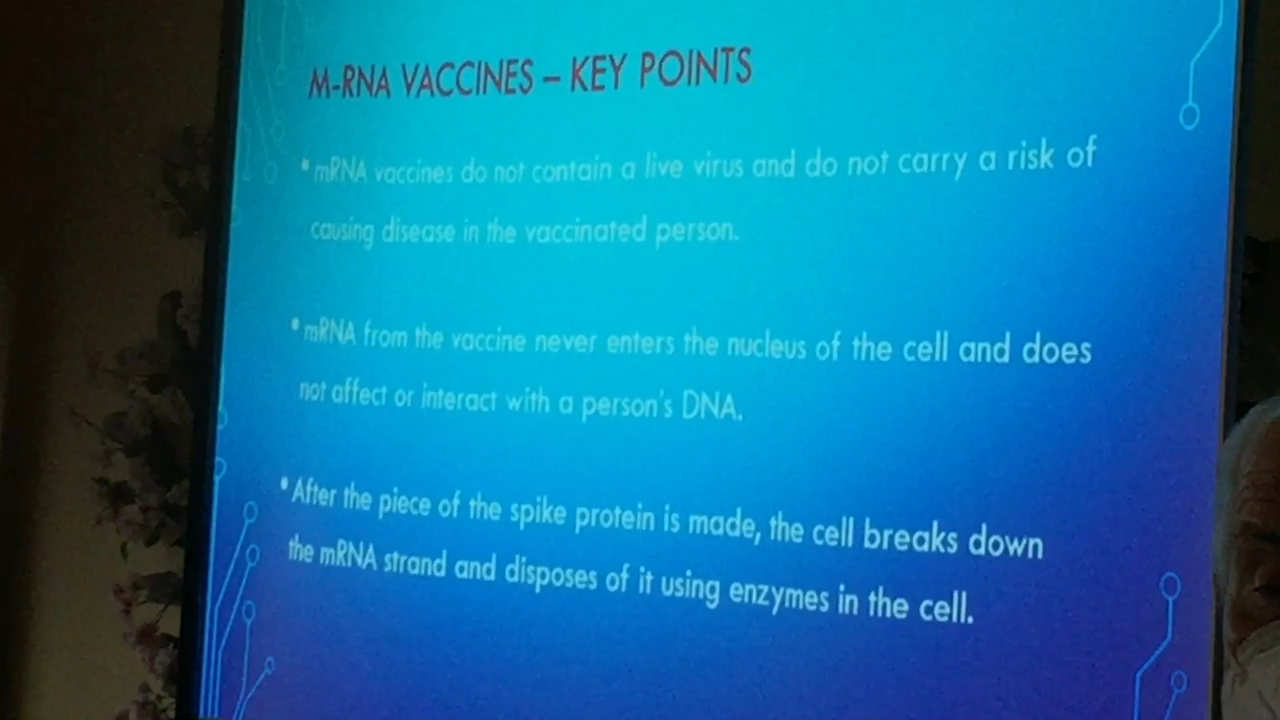 M-RNA VACCINES – KEY POINTS
• mRNA vaccines do not contain a live virus and do not carry a risk of
causing disease in the vaccinated person.
• mRNA from the vaccine never enters the nucleus of the cell and does
not affect or interact with a person's DNA.
• After the piece of the spike protein is made, the cell breaks down
the mRNA strand and disposes of it using enzymes in the cell.